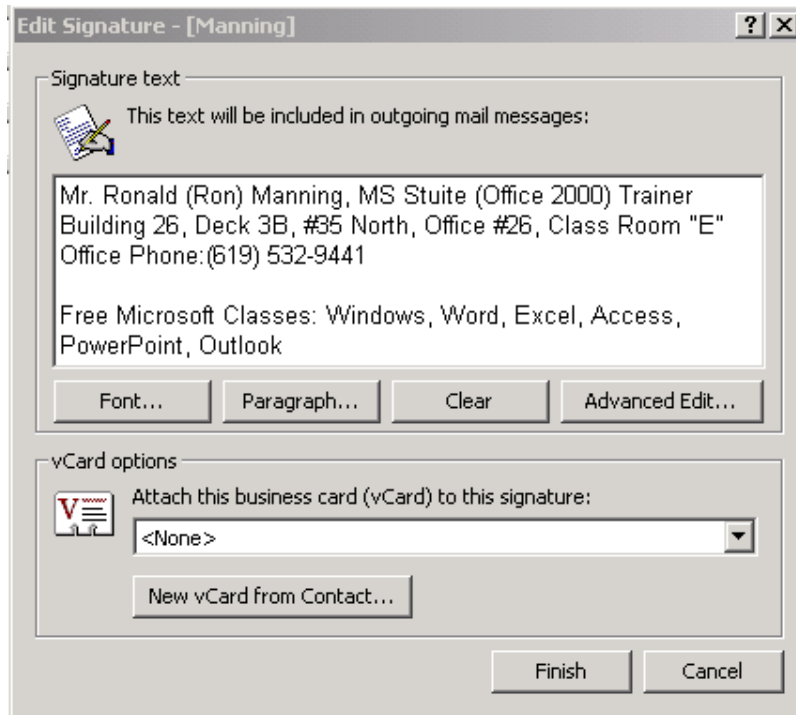 Edit Signature - [Manning]
Signature text
This text will be included in outgoing mail messages:
Mr. Ronald (Ron) Manning, MS Stuite (Office 2000) Trainer
Building 26, Deck 3B, #35 North, Office #26, Class Room "E"
Office Phone:(619) 532-9441
Free Microsoft Classes: Windows, Word, Excel, Access,
PowerPoint, Outlook
Font... Paragraph... Clear Advanced Edit...
vCard options
V
Attach this business card (vCard) to this signature:
<None>
New vCard from Contact...
Finish Cancel